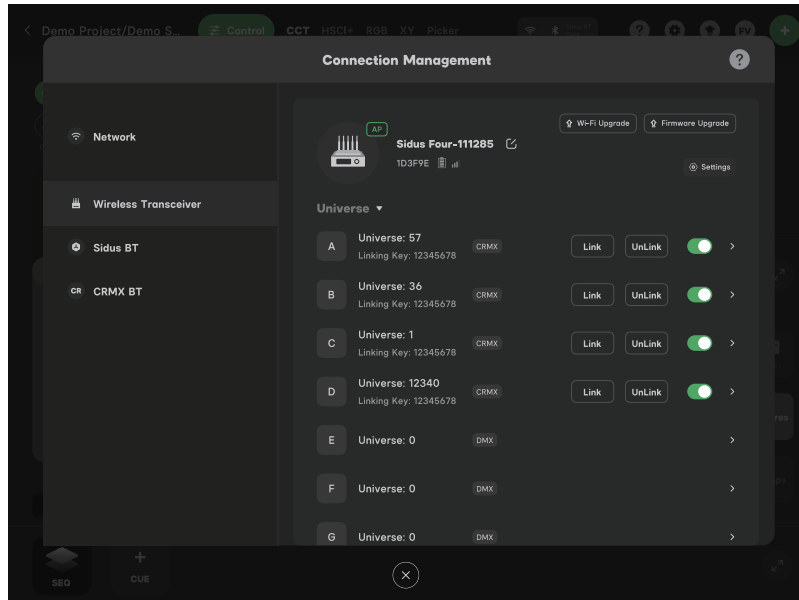 Demo Project/Demo S...
Control
CCT HSCI+ RGB XY Picker
FV
Connection Management
?
Network
Wireless Transceiver
Sidus BT
CR CRMX BT
AP
Sidus Four-111285
1D3F9E
Wi-Fi Upgrade
Firmware Upgrade
Settings
Universe
A
Universe: 57
Linking Key: 12345678
CRMX
Link
UnLink
B
Universe: 36
Linking Key: 12345678
CRMX
Link
UnLink
C
Universe: 1
Linking Key: 12345678
CRMX
Link
UnLink
D
Universe: 12340
Linking Key: 12345678
CRMX
Link
UnLink
E
Universe: 0
DMX
F
Universe: 0
DMX
G
Universe: 0
DMX
SEQ
CUE